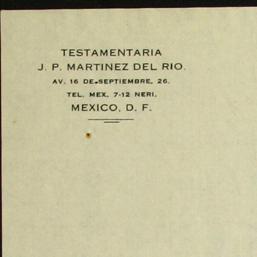 TESTAMENTARIA
J. P. MARTINEZ DEL RIO.
AV. 16 DE SEPTIEMBRE, 26.
TEL. MEX. 7-12 NERI.
MEXICO, D. F.